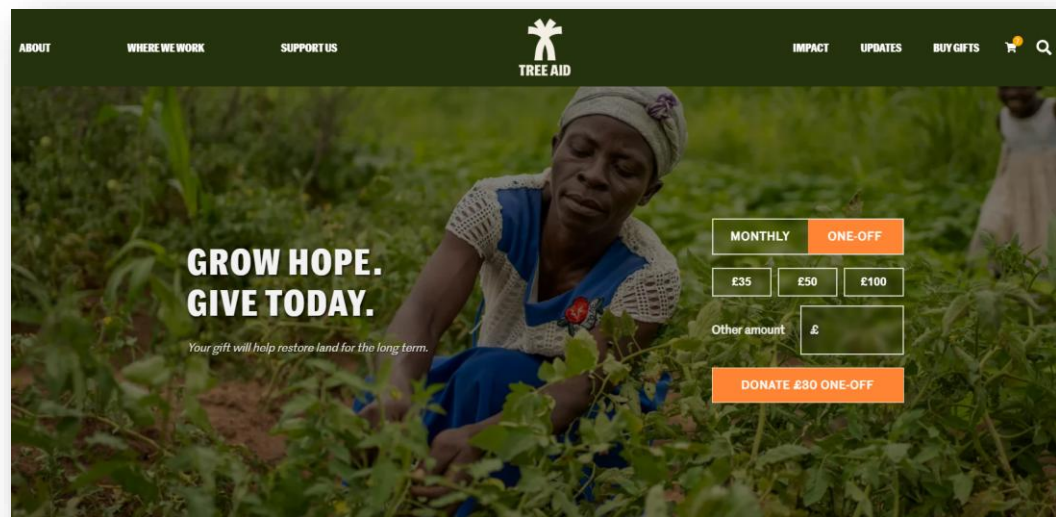 ABOUT
WHERE WE WORK
SUPPORT US
TREE AID
IMPACT
UPDATES
BUY GIFTS
GROW HOPE.
GIVE TODAY.
Your gift will help restore land for the long term.
MONTHLY
ONE-OFF
£35
£50
£100
Other amount
£
DONATE £30 ONE-OFF